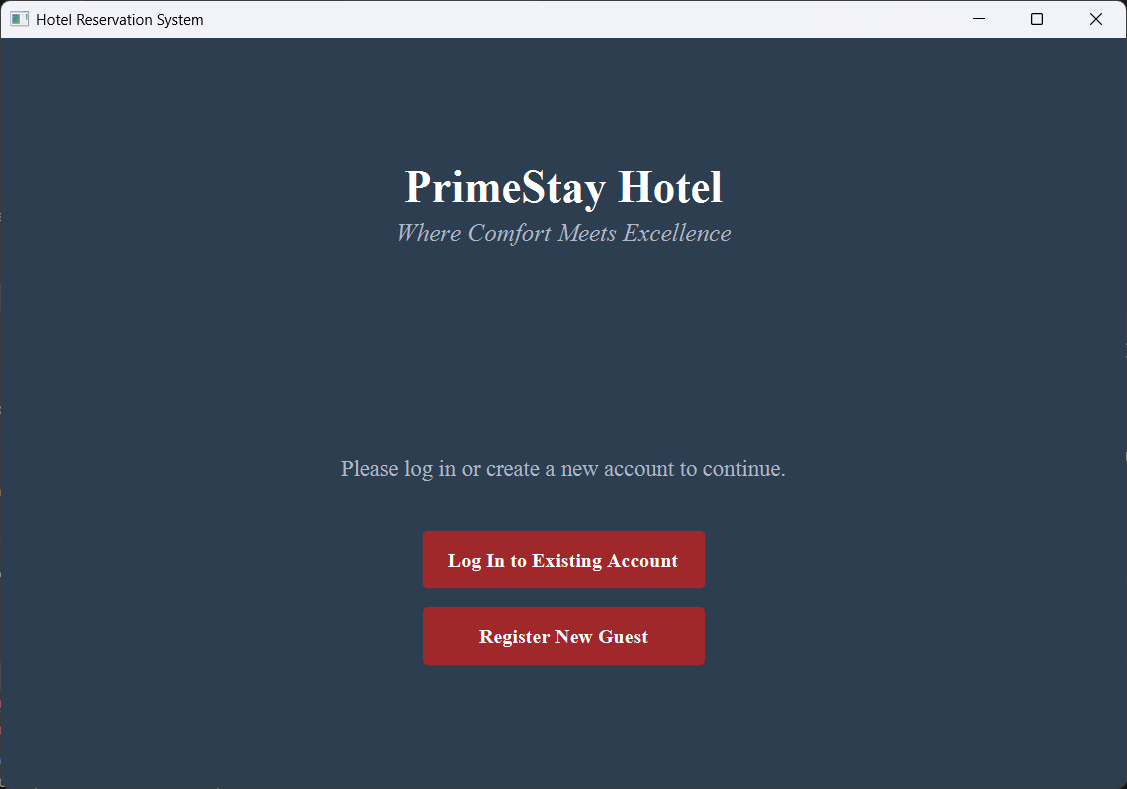 Hotel Reservation System
PrimeStay Hotel
Where Comfort Meets Excellence
Please log in or create a new account to continue.
Log In to Existing Account
Register New Guest